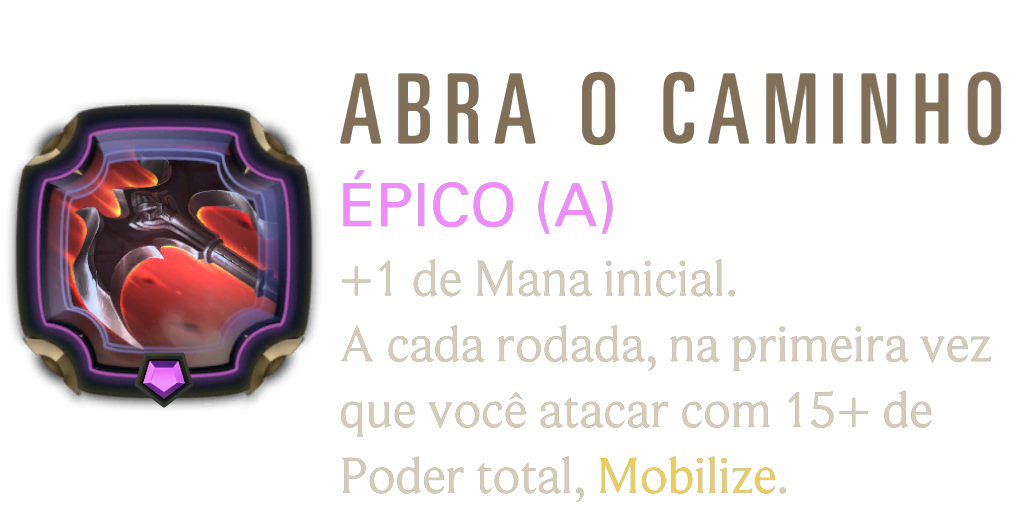 ABRA O CAMINHO
ÉPICO (A)
+1 de Mana inicial.
A cada rodada, na primeira vez
que você atacar com 15+ de
Poder total, Mobilize.